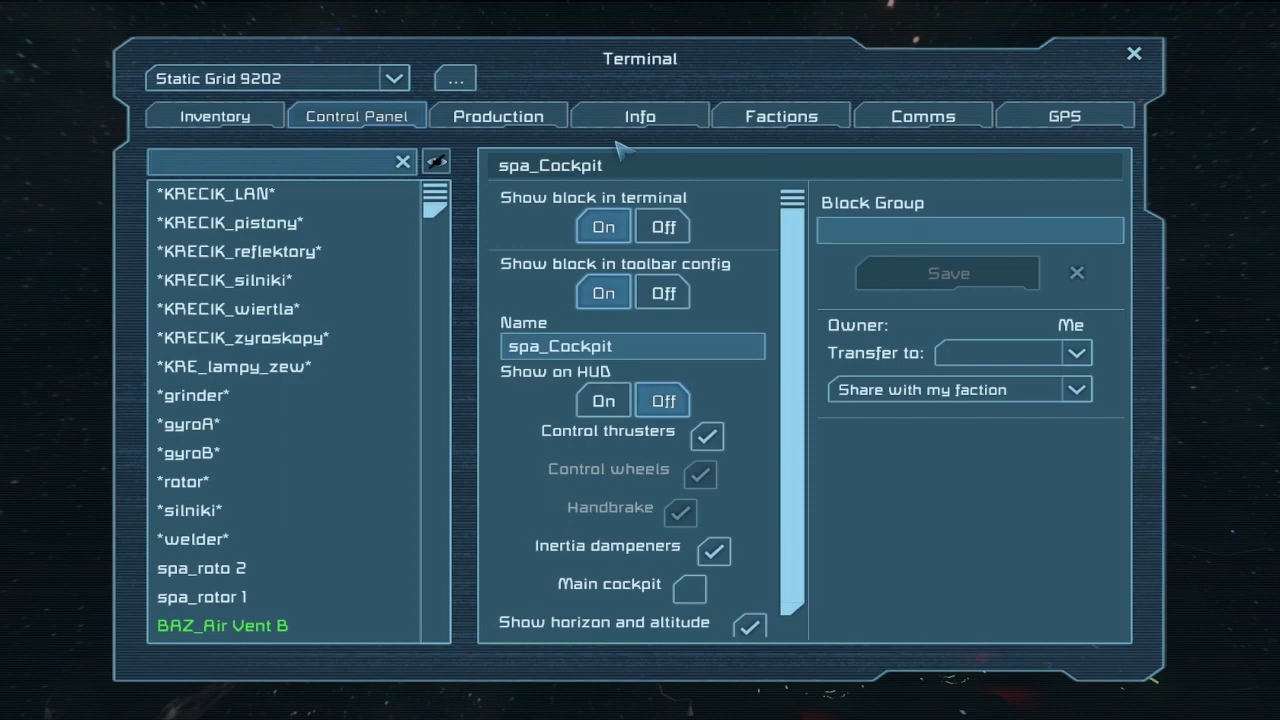 Terminal
Static Grid 9202
...
Inventory
Control Panel
Production
Info
Factions
Comms
GPS
*KRECIK_LAN*
*KRECIK_pistony*
*KRECIK_reflektory*
*KRECIK_silniki*
*KRECIK_wiertla*
*KRECIK_zyroskopy*
*KRE_lampy_zew*
*grinder*
*gyroA*
*gyroB*
*rotor*
*silniki*
*welder*
spa_roto 2
spa_rotor 1
BAZ_Air Vent B
spa_Cockpit
Show block in terminal
On Off
Show block in toolbar config
On Off
Name
spa_Cockpit
Show on HUD
On Off
Control thrusters
Control wheels
Handbrake
Inertia dampeners
Main cockpit
Show horizon and altitude
Block Group
Save
Owner: Me
Transfer to:
Share with my faction